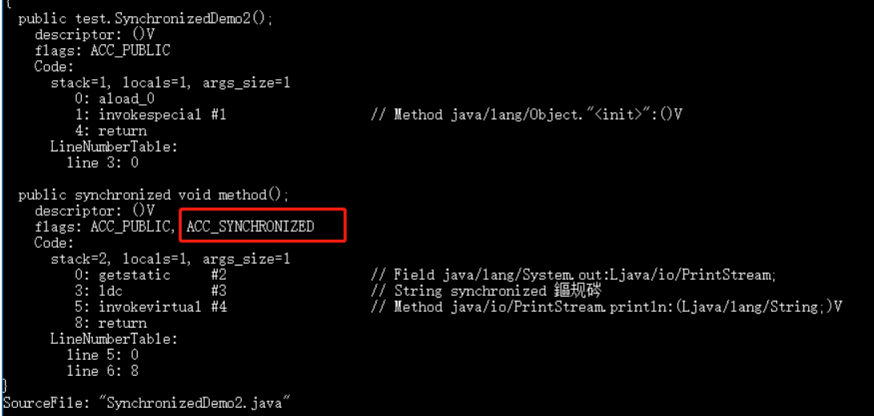 {
public test.SynchronizedDemo2();
descriptor: ()V
flags: ACC_PUBLIC
Code:
stack=1, locals=1, args_size=1
0: aload_0
1: invokespecial #1 // Method java/lang/Object."<init>":()V
4: return
LineNumberTable:
line 3: 0
public synchronized void method();
descriptor: ()V
flags: ACC_PUBLIC, ACC_SYNCHRONIZED
Code:
stack=2, locals=1, args_size=1
0: getstatic #2 // Field java/lang/System.out:Ljava/io/PrintStream;
3: ldc #3 // String synchronized 鏂规硶
5: invokevirtual #4 // Method java/io/PrintStream.println:(Ljava/lang/String;)V
8: return
LineNumberTable:
line 5: 0
line 6: 8
}
SourceFile: "SynchronizedDemo2.java"